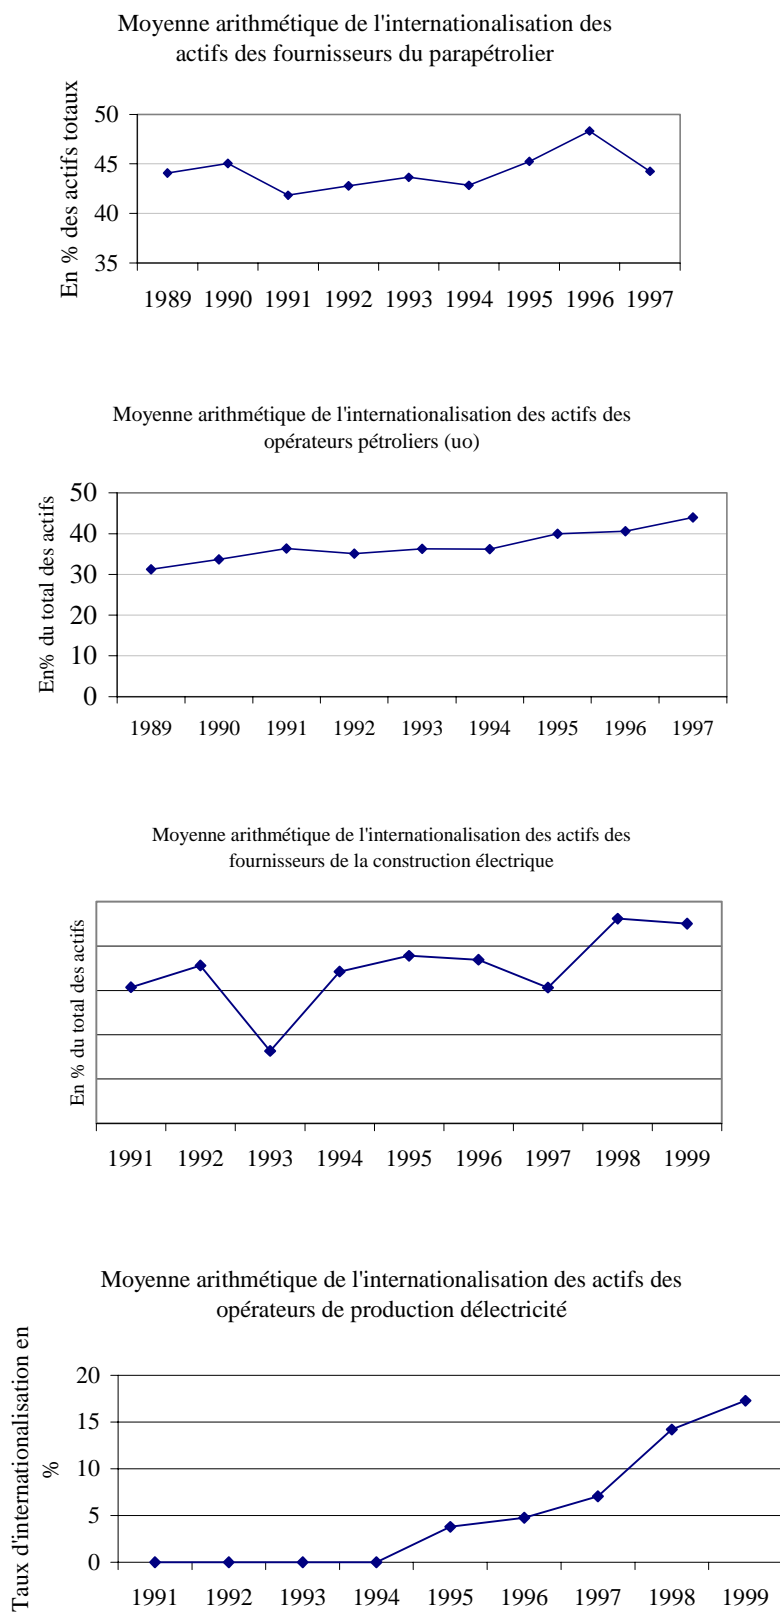 Moyenne arithmétique de l'internationalisation des
actifs des fournisseurs du parapétrolier
En % des actifs totaux
50
45
40
35
1989 1990 1991 1992 1993 1994 1995 1996 1997
Moyenne arithmétique de l'internationalisation des actifs des
opérateurs pétroliers (uo)
En% du total des actifs
50
40
30
20
10
0
1989 1990 1991 1992 1993 1994 1995 1996 1997
Moyenne arithmétique de l'internationalisation des actifs des
fournisseurs de la construction électrique
En % du total des actifs
1991 1992 1993 1994 1995 1996 1997 1998 1999
Moyenne arithmétique de l'internationalisation des actifs des
opérateurs de production délectricité
Taux d'internationalisation en
%
20
15
10
5
0
1991 1992 1993 1994 1995 1996 1997 1998 1999